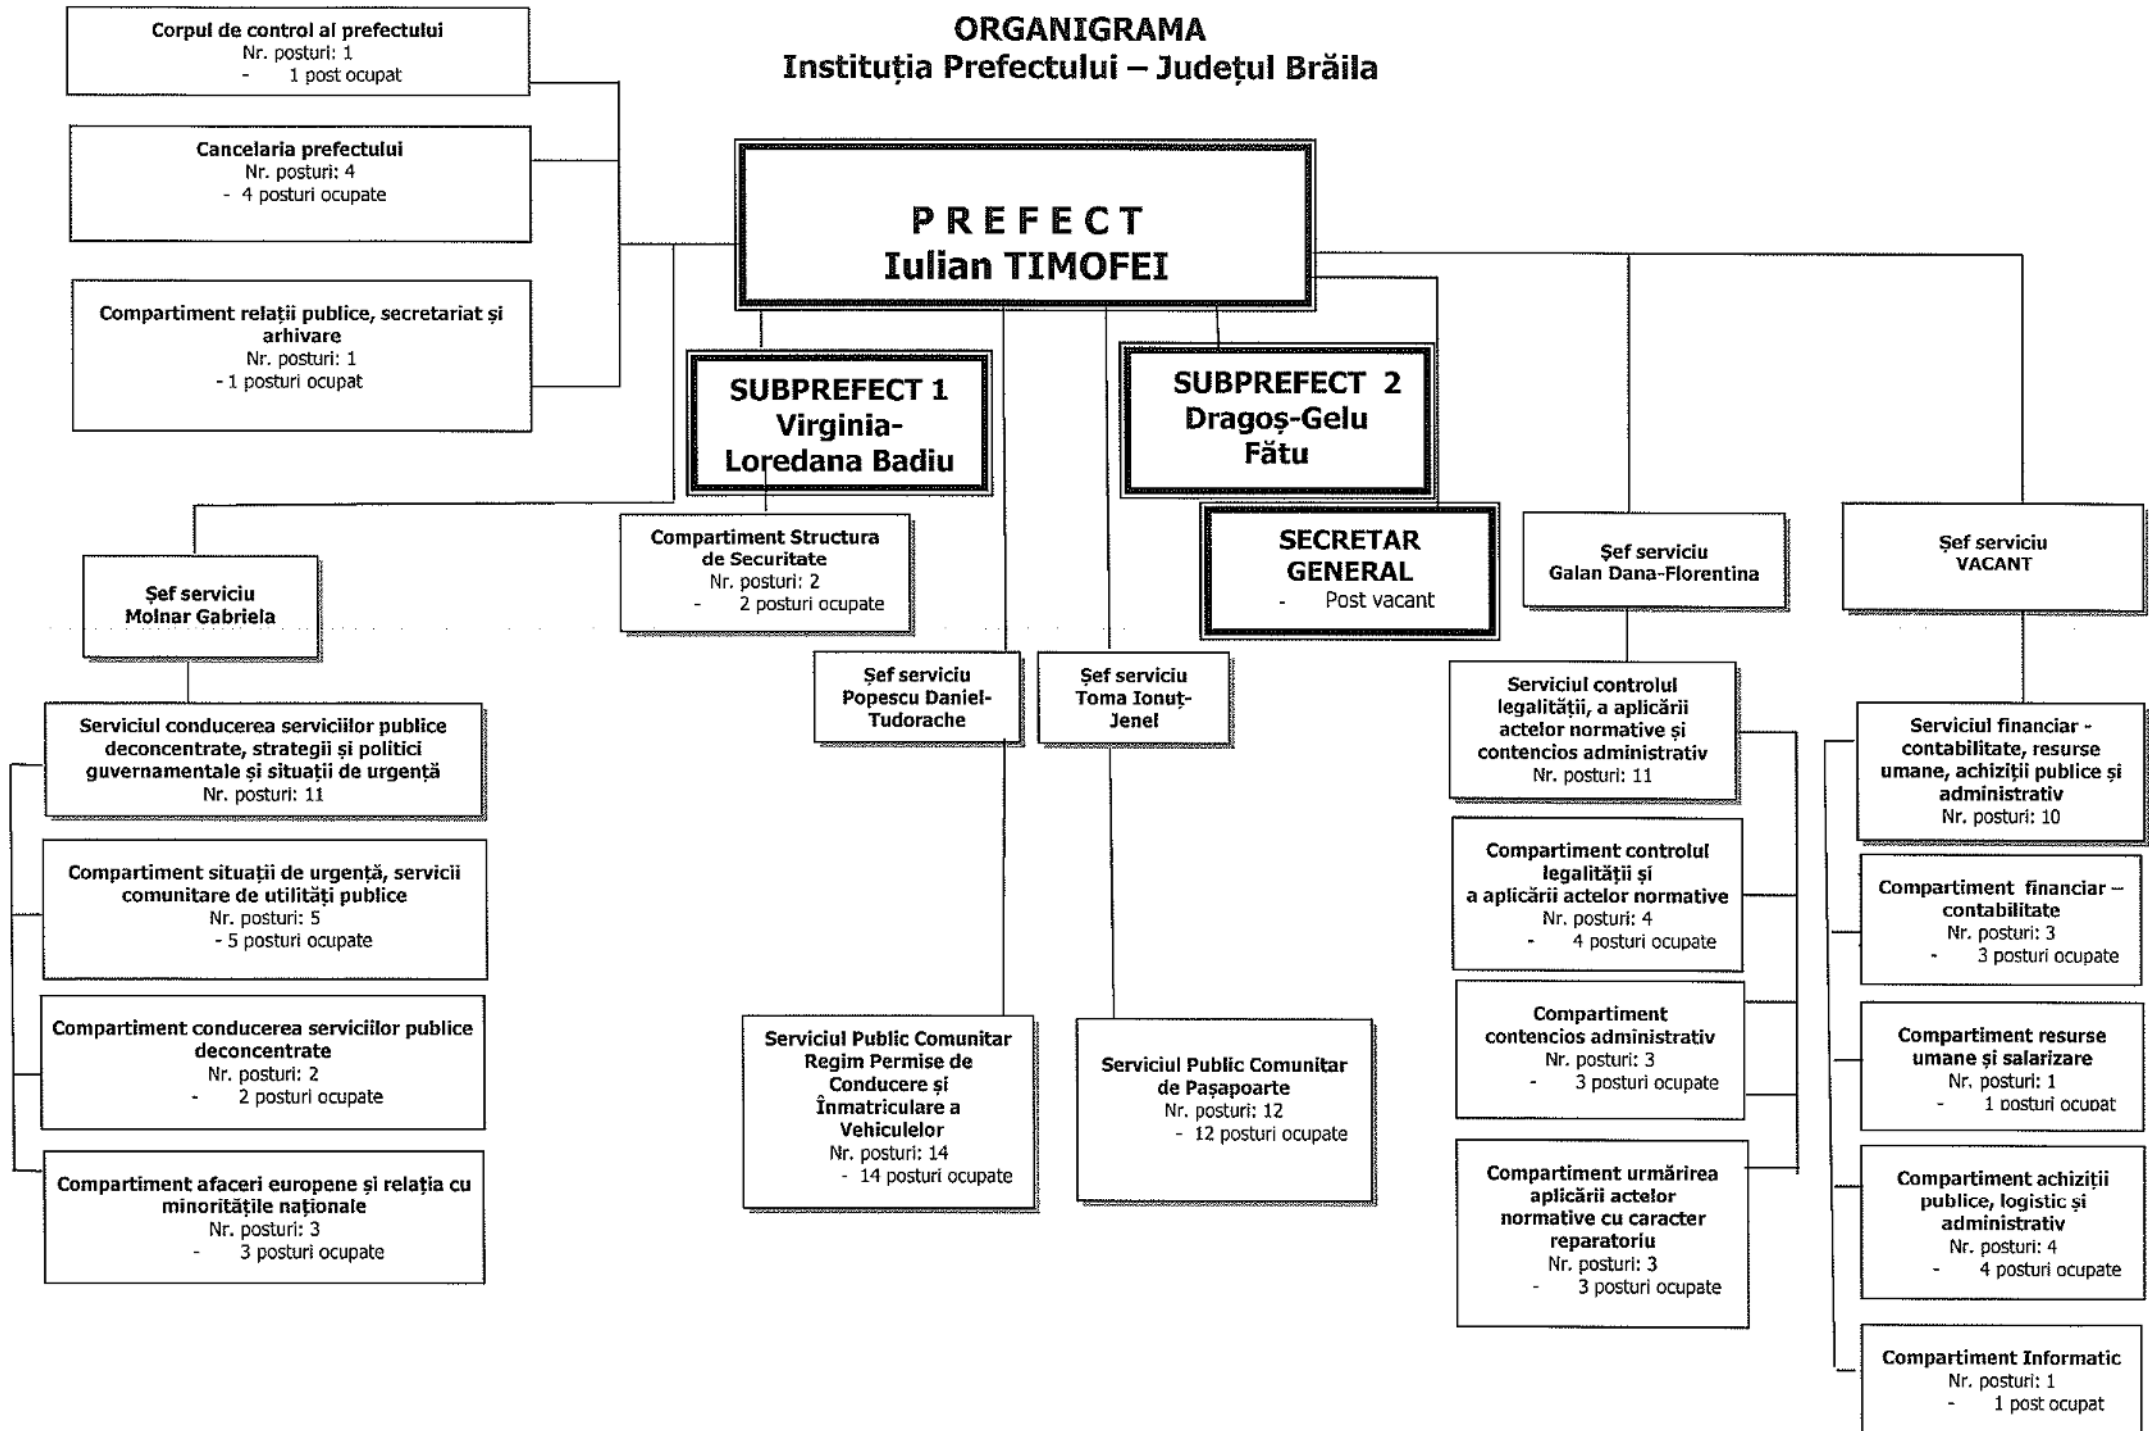 ORGANIGRAMA
Instituția Prefectului – Județul Brăila
Corpul de control al prefectului
Nr. posturi: 1
- 1 post ocupat
Cancelaria prefectului
Nr. posturi: 4
- 4 posturi ocupate
Compartiment relații publice, secretariat și
arhivare
Nr. posturi: 1
- 1 posturi ocupat
P R E F E C T
Iulian TIMOFEI
SUBPREFECT 1
Virginia-
Loredana Badiu
SUBPREFECT 2
Dragoș-Gelu
Fătu
Compartiment Structura
de Securitate
Nr. posturi: 2
- 2 posturi ocupate
SECRETAR
GENERAL
- Post vacant
Șef serviciu
Molnar Gabriela
Șef serviciu
Popescu Daniel-
Tudorache
Șef serviciu
Toma Ionuț-
Jenel
Șef serviciu
Galan Dana-Florentina
Șef serviciu
VACANT
Serviciul conducerea serviciilor publice
deconcentrate, strategii și politici
guvernamentale și situații de urgență
Nr. posturi: 11
Compartiment situații de urgență, servicii
comunitare de utilități publice
Nr. posturi: 5
- 5 posturi ocupate
Compartiment conducerea serviciilor publice
deconcentrate
Nr. posturi: 2
- 2 posturi ocupate
Compartiment afaceri europene și relația cu
minoritățile naționale
Nr. posturi: 3
- 3 posturi ocupate
Serviciul Public Comunitar
Regim Permise de
Conducere și
Înmatriculare a
Vehiculelor
Nr. posturi: 14
- 14 posturi ocupate
Serviciul Public Comunitar
de Pașapoarte
Nr. posturi: 12
- 12 posturi ocupate
Serviciul controlul
legalității, a aplicării
actelor normative și
contencios administrativ
Nr. posturi: 11
Compartiment controlul
legalității și
a aplicării actelor normative
Nr. posturi: 4
- 4 posturi ocupate
Compartiment
contencios administrativ
Nr. posturi: 3
- 3 posturi ocupate
Compartiment urmărirea
aplicării actelor
normative cu caracter
reparatoriu
Nr. posturi: 3
- 3 posturi ocupate
Serviciul financiar -
contabilitate, resurse
umane, achiziții publice și
administrativ
Nr. posturi: 10
Compartiment financiar –
contabilitate
Nr. posturi: 3
- 3 posturi ocupate
Compartiment resurse
umane și salarizare
Nr. posturi: 1
- 1 posturi ocupat
Compartiment achiziții
publice, logistic și
administrativ
Nr. posturi: 4
- 4 posturi ocupate
Compartiment Informatic
Nr. posturi: 1
- 1 post ocupat